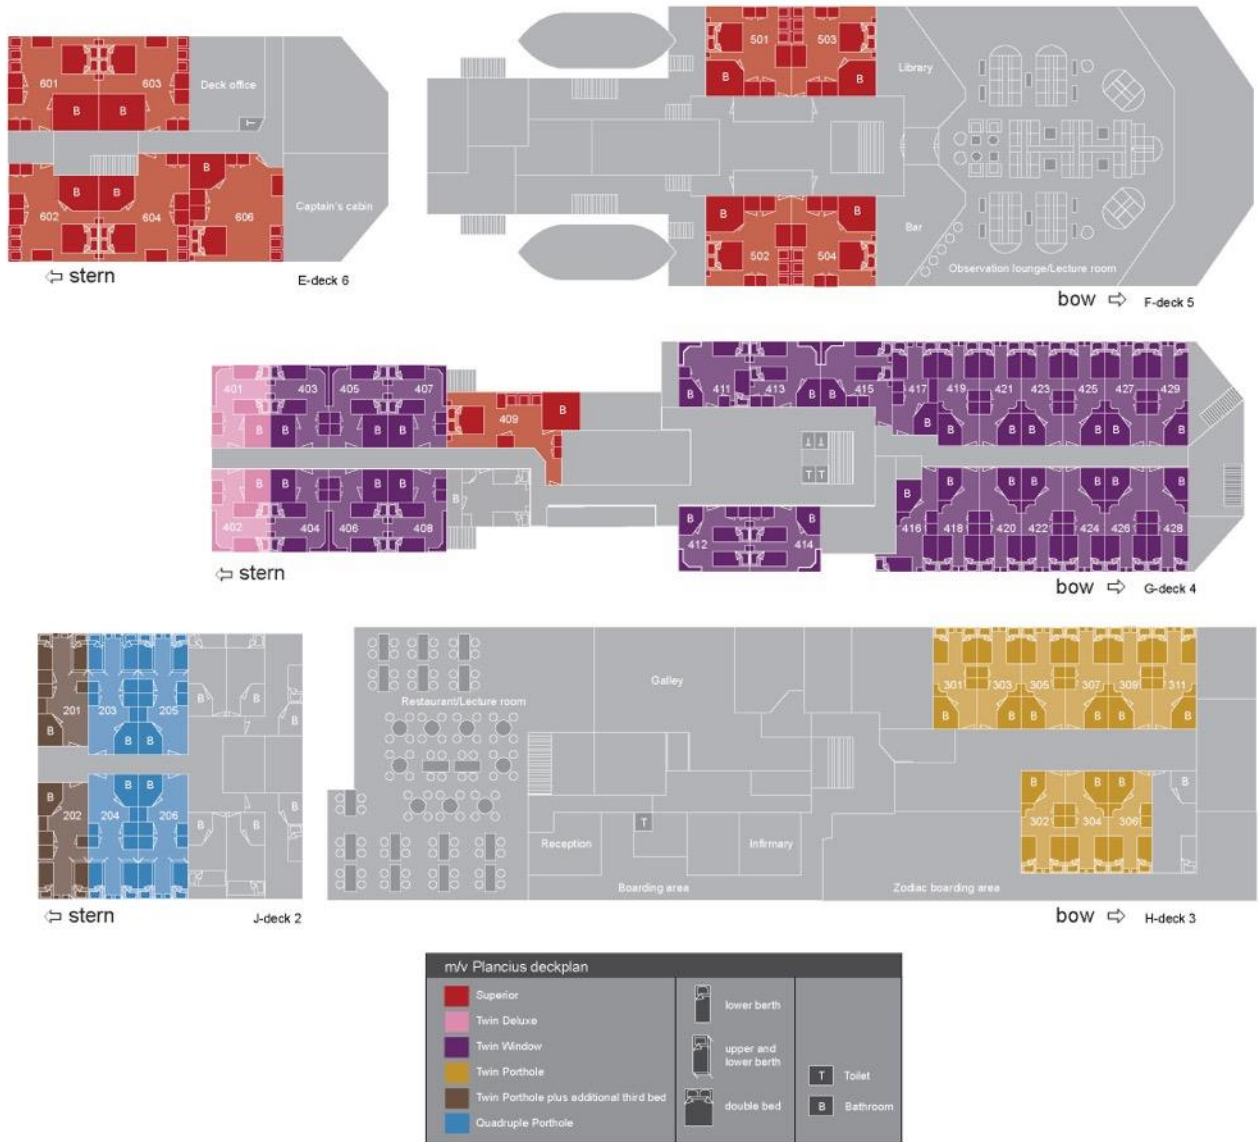 601
603
Deck office
B
B
T
B
B
B
602
604
606
Captain's cabin
stern
E-deck 6
501
503
B
B
Library
B
B
502
504
Bar
Observation lounge/Lecture room
bow
F-deck 5
401
403
405
407
B
B
B
B
409
B
411
413
415
417
419
421
423
425
427
429
B
B
B
B
B
B
B
B
B
B
T
T
T
T
B
B
B
B
B
402
404
406
408
B
B
412
414
B
B
B
B
B
B
B
416
418
420
422
424
426
428
stern
bow
G-deck 4
201
203
205
B
B
B
B
B
B
B
B
B
B
B
B
B
202
204
206
stern
J-deck 2
Restaurant/Lecture room
Galley
301
303
305
307
309
311
B
B
B
B
B
B
B
B
B
B
302
304
306
T
Reception
Infirmary
Boarding area
Zodiac boarding area
bow
H-deck 3
m/v Plancius deckplan
Superior
Twin Deluxe
Twin Window
Twin Porthole
Twin Porthole plus additional third bed
Quadruple Porthole
lower berth
upper and
lower berth
double bed
T Toilet
B Bathroom